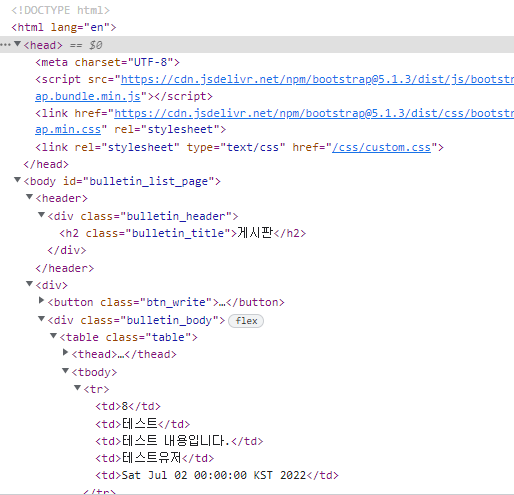 <!DOCTYPE html>
<html lang="en">
<head> == $0
<meta charset="UTF-8">
<script src="https://cdn.jsdelivr.net/npm/bootstrap@5.1.3/dist/js/bootstr
ap.bundle.min.js"></script>
<link href="https://cdn.jsdelivr.net/npm/bootstrap@5.1.3/dist/css/bootstr
ap.min.css" rel="stylesheet">
<link rel="stylesheet" type="text/css" href="/css/custom.css">
</head>
<body id="bulletin_list_page">
<header>
<div class="bulletin_header">
<h2 class="bulletin_title">게시판</h2>
</div>
</header>
<div>
<button class="btn_write">…</button>
<div class="bulletin_body"> flex
<table class="table">
<thead>…</thead>
<tbody>
<tr>
<td>8</td>
<td>테스트</td>
<td>테스트 내용입니다.</td>
<td>테스트유저</td>
<td>Sat Jul 02 00:00:00 KST 2022</td>
</tr>